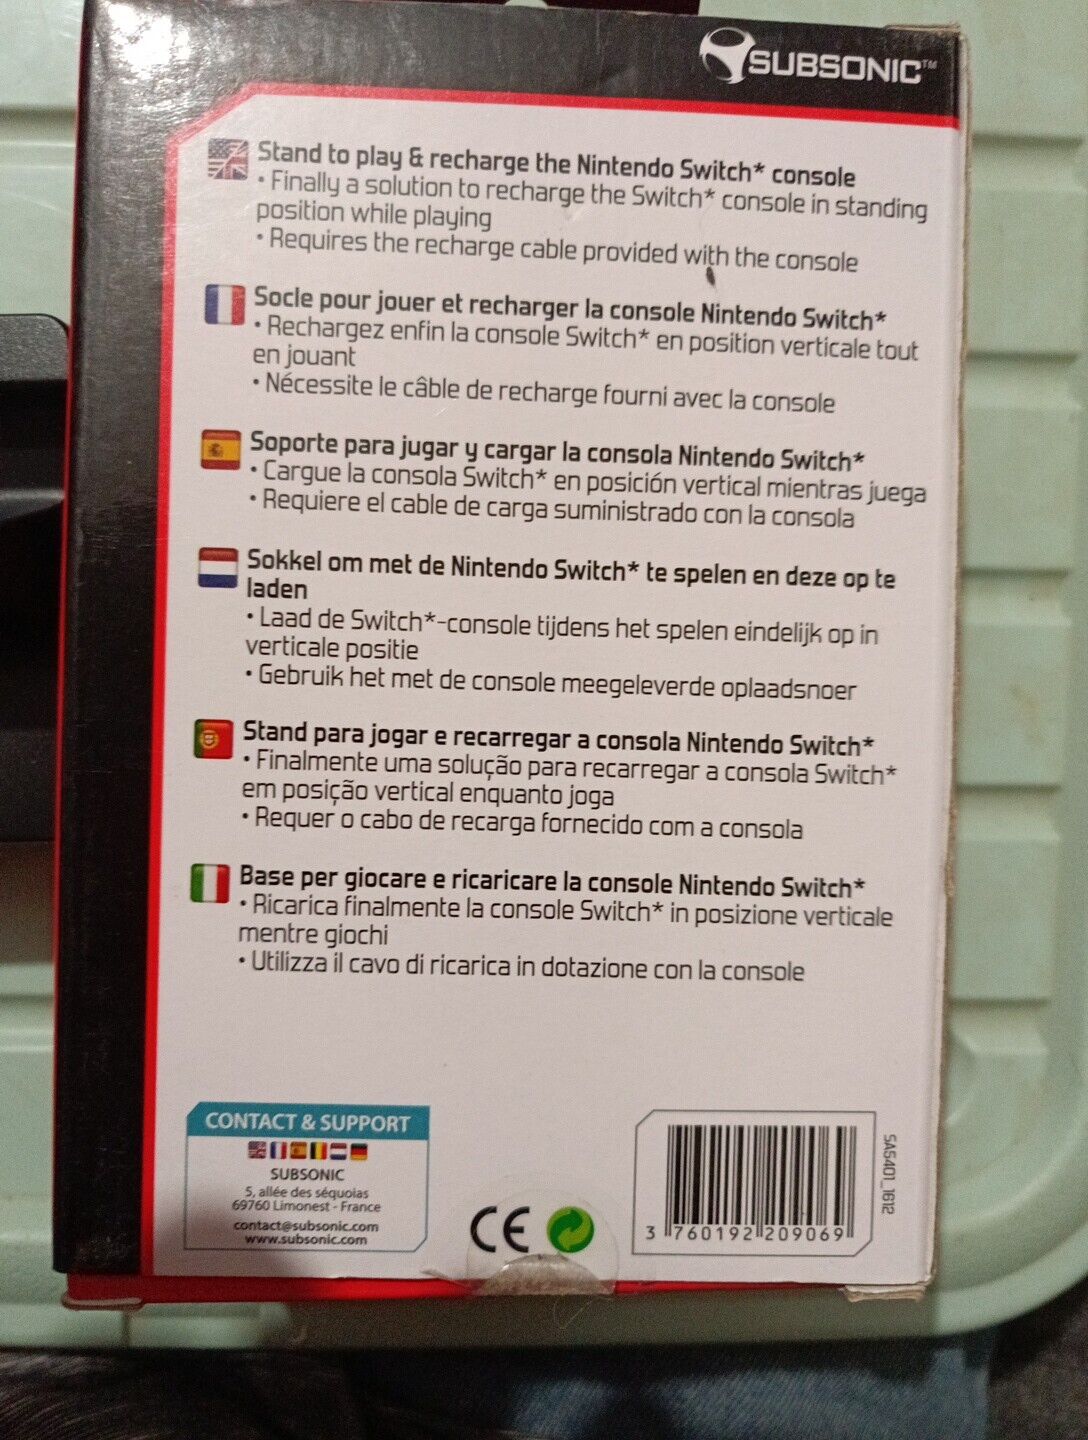 SUBSONIC™
Stand to play & recharge the Nintendo Switch* console
• Finally a solution to recharge the Switch* console in standing
position while playing
• Requires the recharge cable provided with the console
Socle pour jouer et recharger la console Nintendo Switch*
• Rechargez enfin la console Switch* en position verticale tout
en jouant
• Nécessite le câble de recharge fourni avec la console
Soporte para jugar y cargar la consola Nintendo Switch*
• Cargue la consola Switch* en posición vertical mientras juega
• Requiere el cable de carga suministrado con la consola
Sokkel om met de Nintendo Switch* te spelen en deze op te
laden
• Laad de Switch*-console tijdens het spelen eindelijk op in
verticale positie
• Gebruik het met de console meegeleverde oplaadsnoer
Stand para jogar e recarregar a consola Nintendo Switch*
• Finalmente uma solução para recarregar a consola Switch*
em posição vertical enquanto joga
• Requer o cabo de recarga fornecido com a consola
Base per giocare e ricaricare la console Nintendo Switch*
• Ricarica finalmente la console Switch* in posizione verticale
mentre giochi
• Utilizza il cavo di ricarica in dotazione con la console
CONTACT & SUPPORT
SUBSONIC
5, allée des séquoias
69760 Limonest - France
contact@subsonic.com
www.subsonic.com
CE
3 760192 209069
SA5401_1612